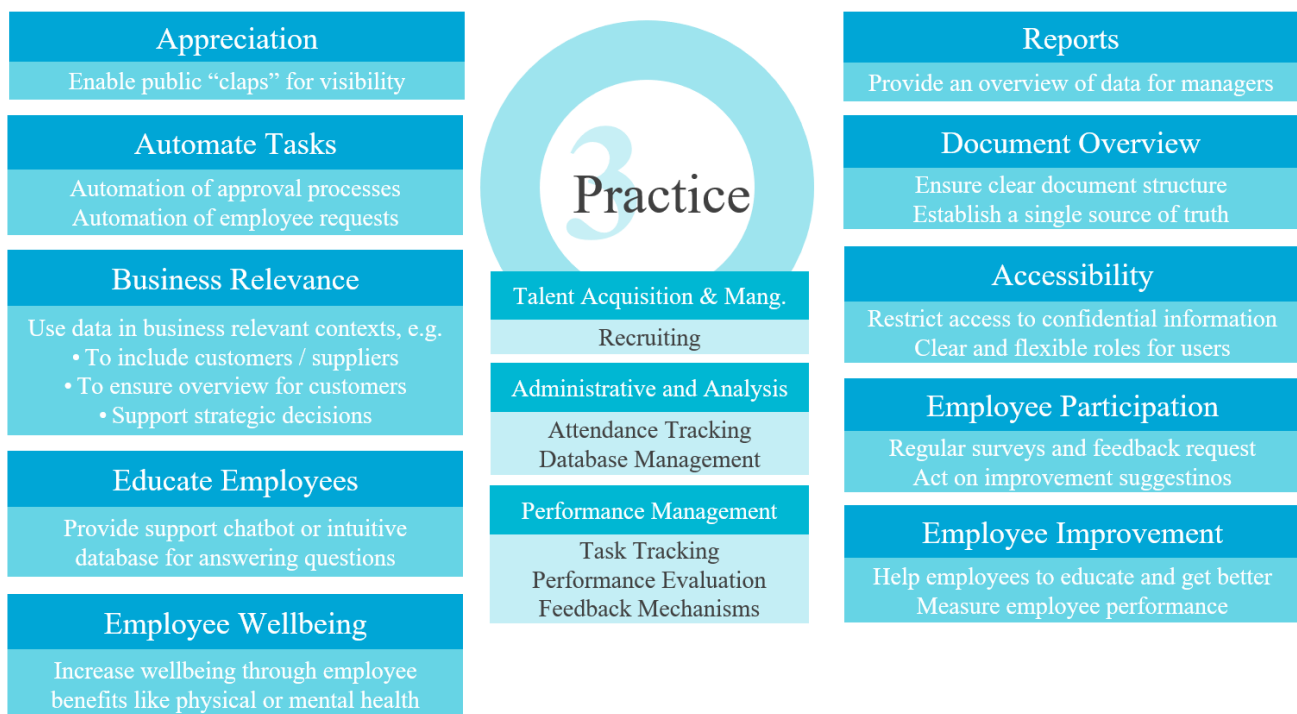 Appreciation
Enable public “claps” for visibility
Automate Tasks
Automation of approval processes
Automation of employee requests
Business Relevance
Use data in business relevant contexts, e.g.
• To include customers / suppliers
• To ensure overview for customers
• Support strategic decisions
Educate Employees
Provide support chatbot or intuitive
database for answering questions
Employee Wellbeing
Increase wellbeing through employee
benefits like physical or mental health
3
Practice
Talent Acquisition & Mang.
Recruiting
Administrative and Analysis
Attendance Tracking
Database Management
Performance Management
Task Tracking
Performance Evaluation
Feedback Mechanisms
Reports
Provide an overview of data for managers
Document Overview
Ensure clear document structure
Establish a single source of truth
Accessibility
Restrict access to confidential information
Clear and flexible roles for users
Employee Participation
Regular surveys and feedback request
Act on improvement suggestinos
Employee Improvement
Help employees to educate and get better
Measure employee performance